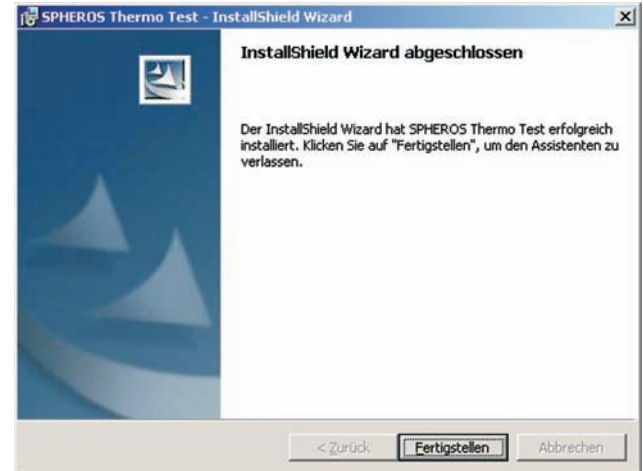 SPHEROS Thermo Test - InstallShield Wizard
InstallShield Wizard abgeschlossen
Der InstallShield Wizard hat SPHEROS Thermo Test erfolgreich
installiert. Klicken Sie auf "Fertigstellen", um den Assistenten zu
verlassen.
< Zurück Fertigstellen Abbrechen